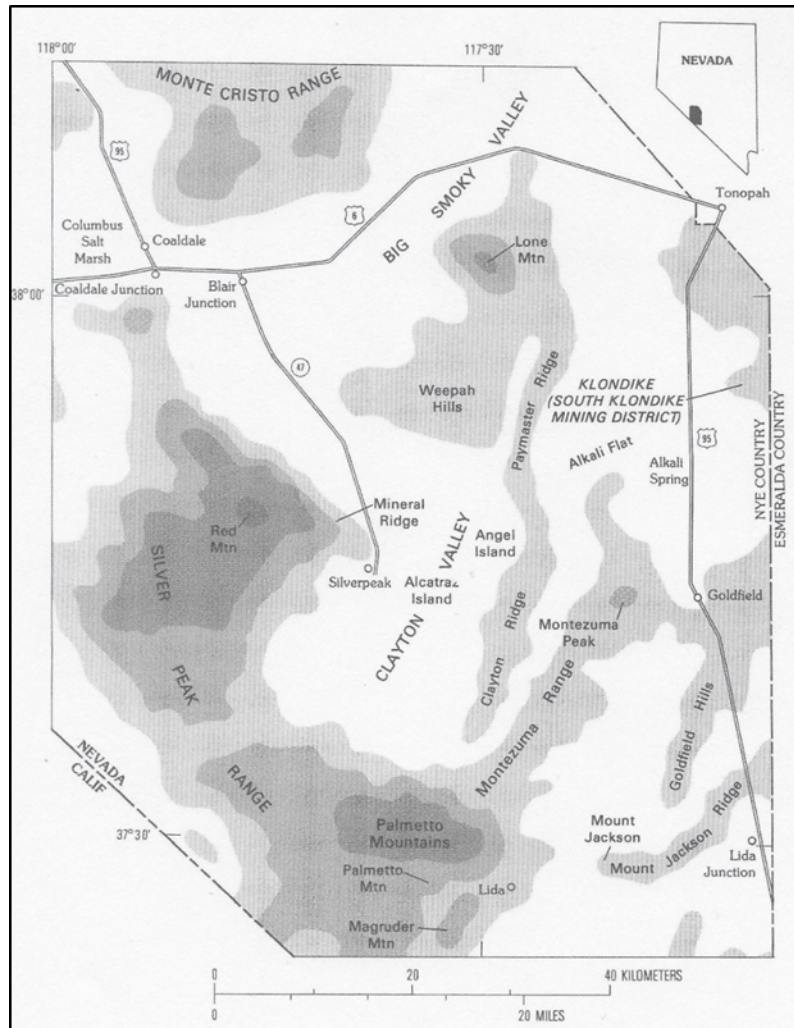 118°00'
117°30'
NEVADA
MONTE CRISTO RANGE
95
VALLEY
Tonopah
6
SMOKY
BIG
Columbus
Salt
Marsh
Coaldale
Lone
Mtn
38°00'
Coaldale Junction
Blair
Junction
47
KLONDIKE
(SOUTH KLONDIKE
MINING DISTRICT)
Weepah
Hills
Paymaster Ridge
Alkali Flat
95
Alkali
Spring
NYE COUNTRY
ESMERALDA COUNTRY
Mineral
Ridge
Red
Mtn
Angel
Island
SILVER
Silverpeak
Alcatraz
Island
CLAYTON VALLEY
Goldfield
Montezuma
Peak
Clayton Ridge
PEAK
Montezuma Range
Goldfield Hills
NEVADA
CALIF
RANGE
37°30'
Palmetto
Mountains
Mount
Jackson
Mount Jackson Ridge
Lida
Junction
Palmetto
Mtn
Lida
Magruder
Mtn
0 20 40 KILOMETERS
0 20 MILES